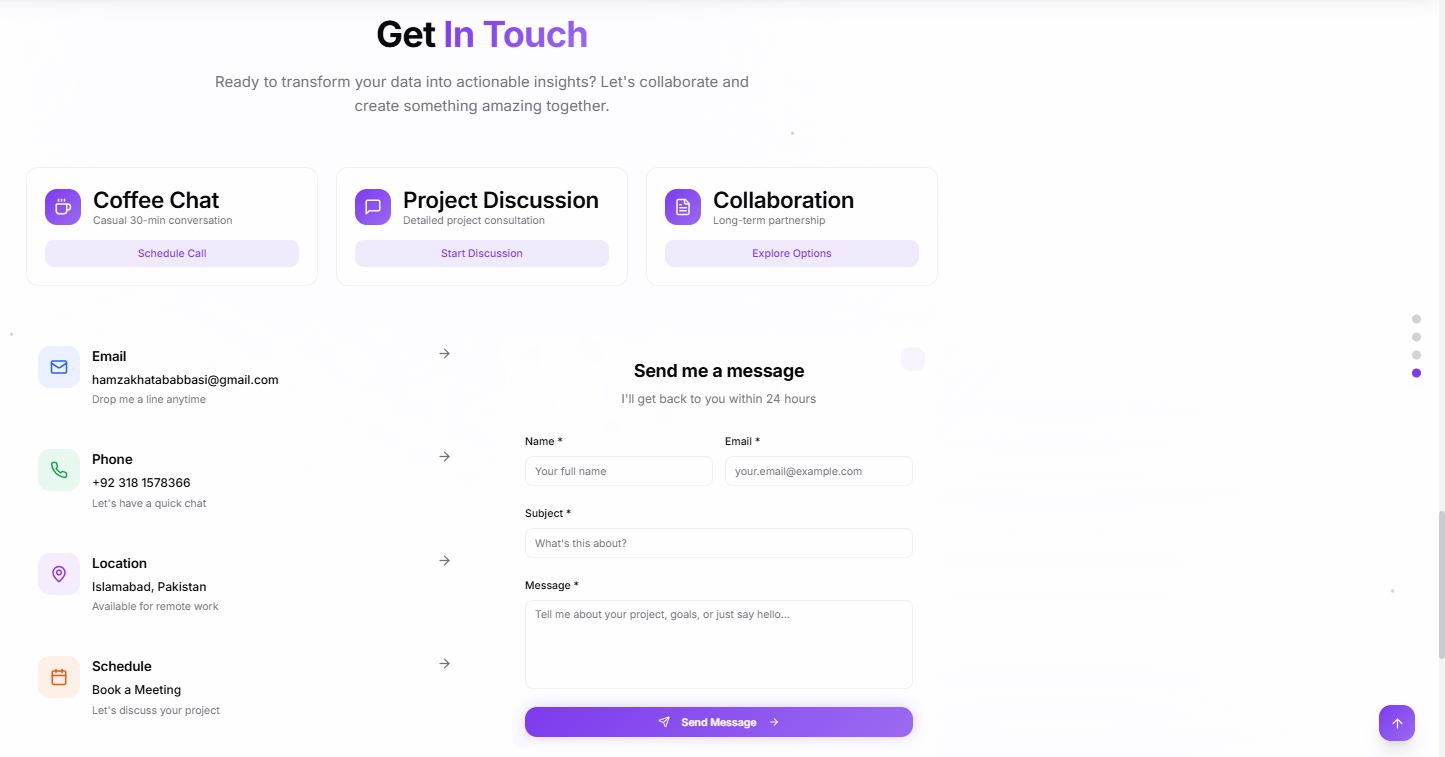 Get In Touch
Ready to transform your data into actionable insights? Let's collaborate and
create something amazing together.
Coffee Chat
Casual 30-min conversation
Schedule Call
Project Discussion
Detailed project consultation
Start Discussion
Collaboration
Long-term partnership
Explore Options
Email
hamzakhatababbasi@gmail.com
Drop me a line anytime
Phone
+92 318 1578366
Let's have a quick chat
Location
Islamabad, Pakistan
Available for remote work
Schedule
Book a Meeting
Let's discuss your project
Send me a message
I'll get back to you within 24 hours
Name *
Your full name
Email *
your.email@example.com
Subject *
What's this about?
Message *
Tell me about your project, goals, or just say hello...
Send Message